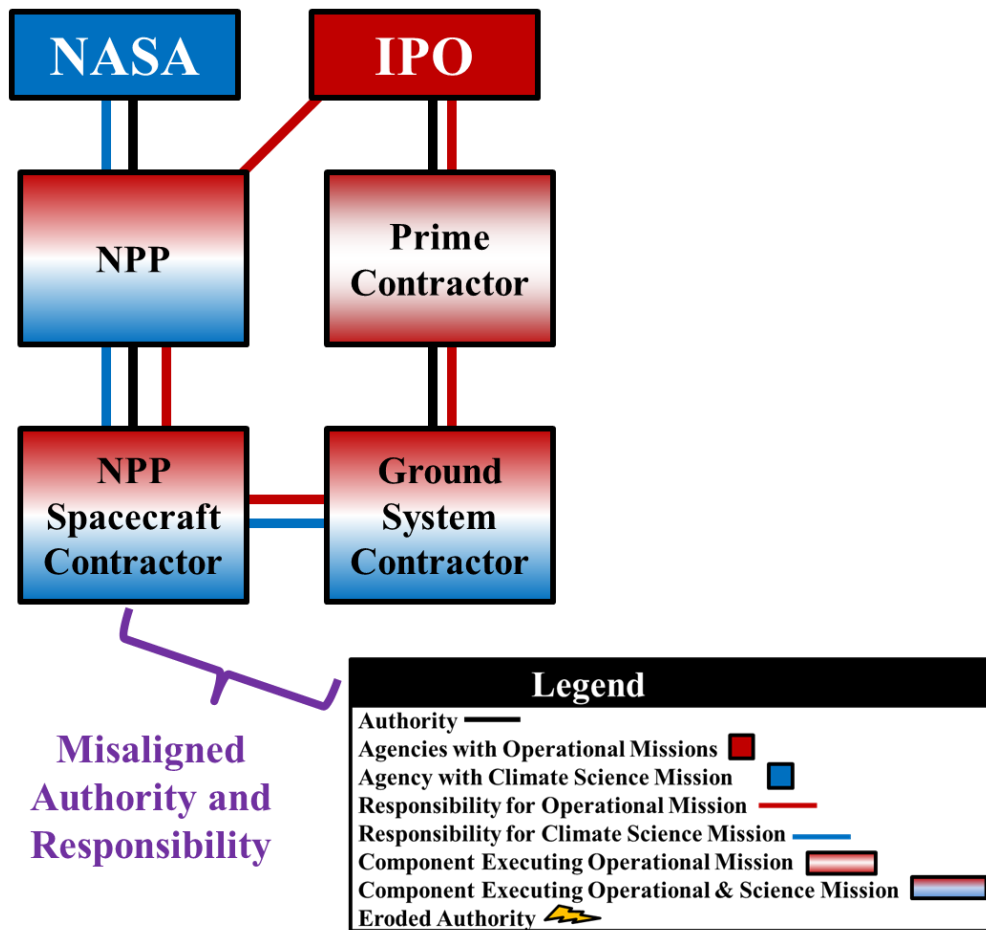 NASA
IPO
NPP
Prime
Contractor
NPP
Spacecraft
Contractor
Ground
System
Contractor
Misaligned
Authority and
Responsibility
Legend
Authority
Agencies with Operational Missions
Agency with Climate Science Mission
Responsibility for Operational Mission
Responsibility for Climate Science Mission
Component Executing Operational Mission
Component Executing Operational & Science Mission
Eroded Authority